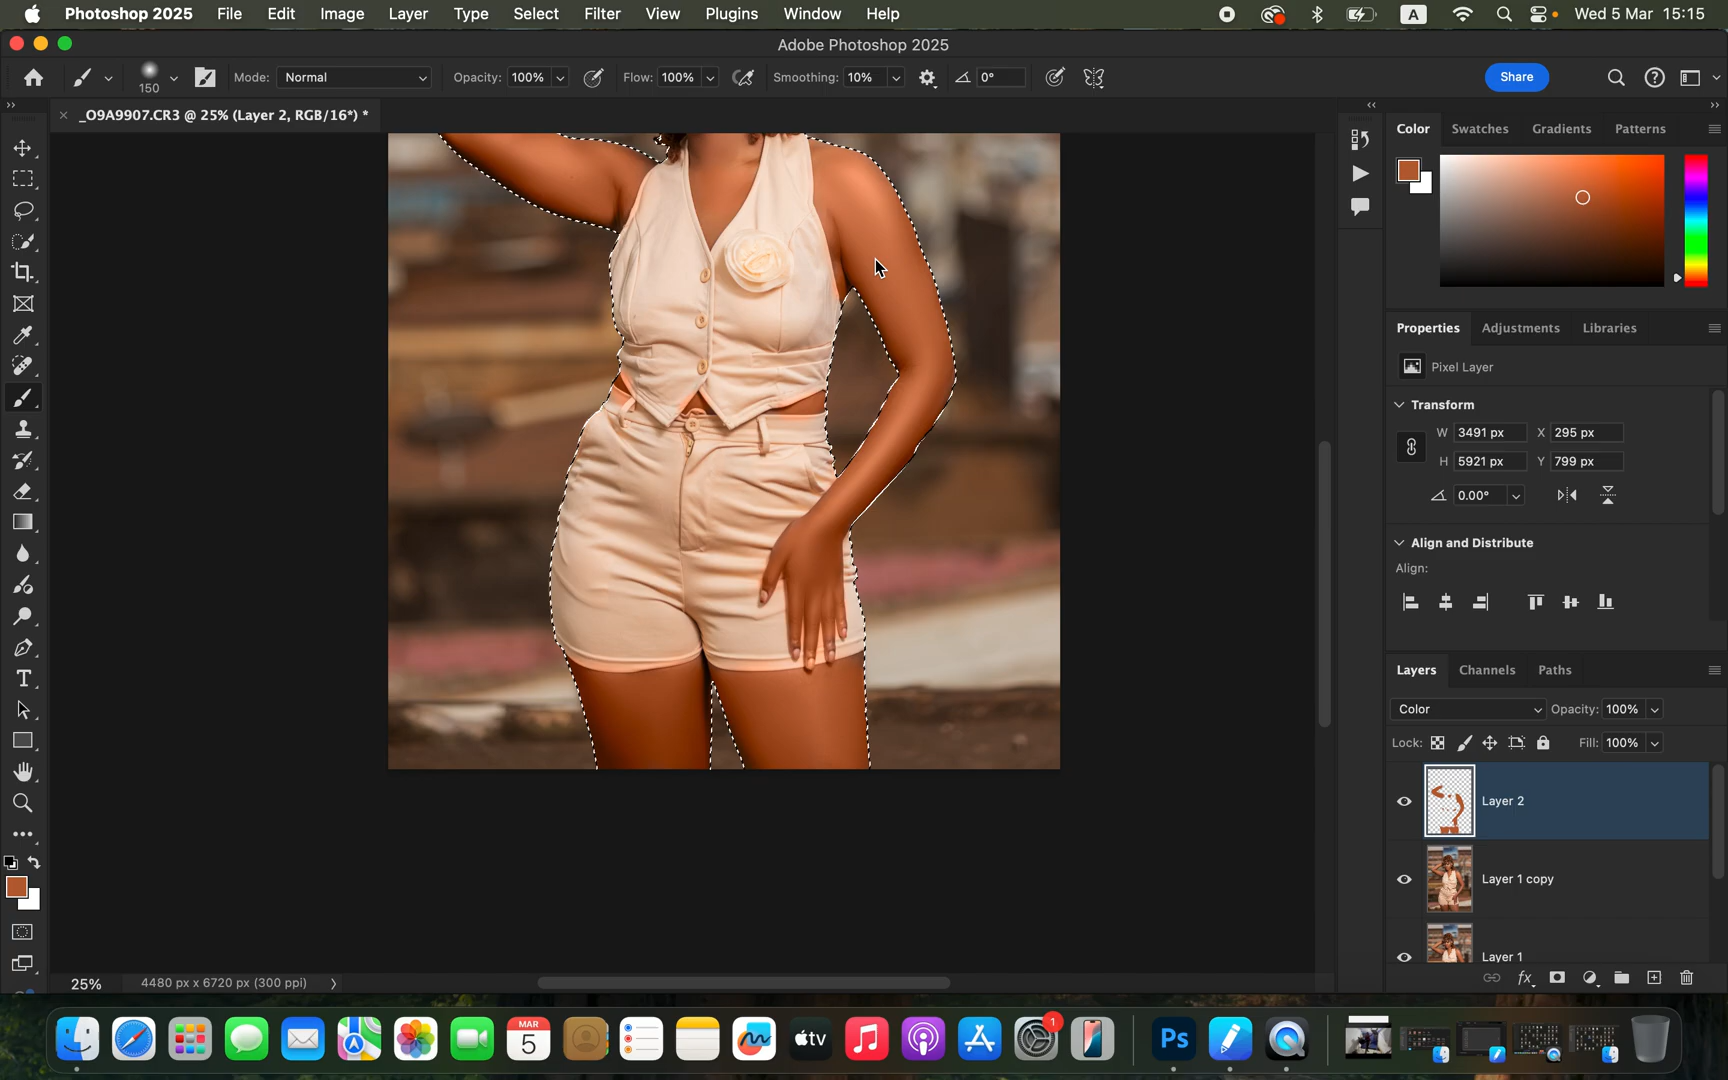 Photoshop 2025 File Edit Image Layer Type Select Filter View Plugins Window Help A Wed 5 Mar 15:15
Adobe Photoshop 2025
150 Mode: Normal Opacity: 100% Flow: 100% Smoothing: 10% 0° Share
_O9A9907.CR3 @ 25% (Layer 2, RGB/16*) *
Color Swatches Gradients Patterns
Properties Adjustments Libraries
Pixel Layer
Transform
W 3491 px X 295 px
H 5921 px Y 799 px
0.00°
Align and Distribute
Align:
Layers Channels Paths
Color Opacity: 100%
Lock: Fill: 100%
Layer 2
Layer 1 copy
Layer 1
fx
25% 4480 px x 6720 px (300 ppi)
MAR
5
tv
1
Ps